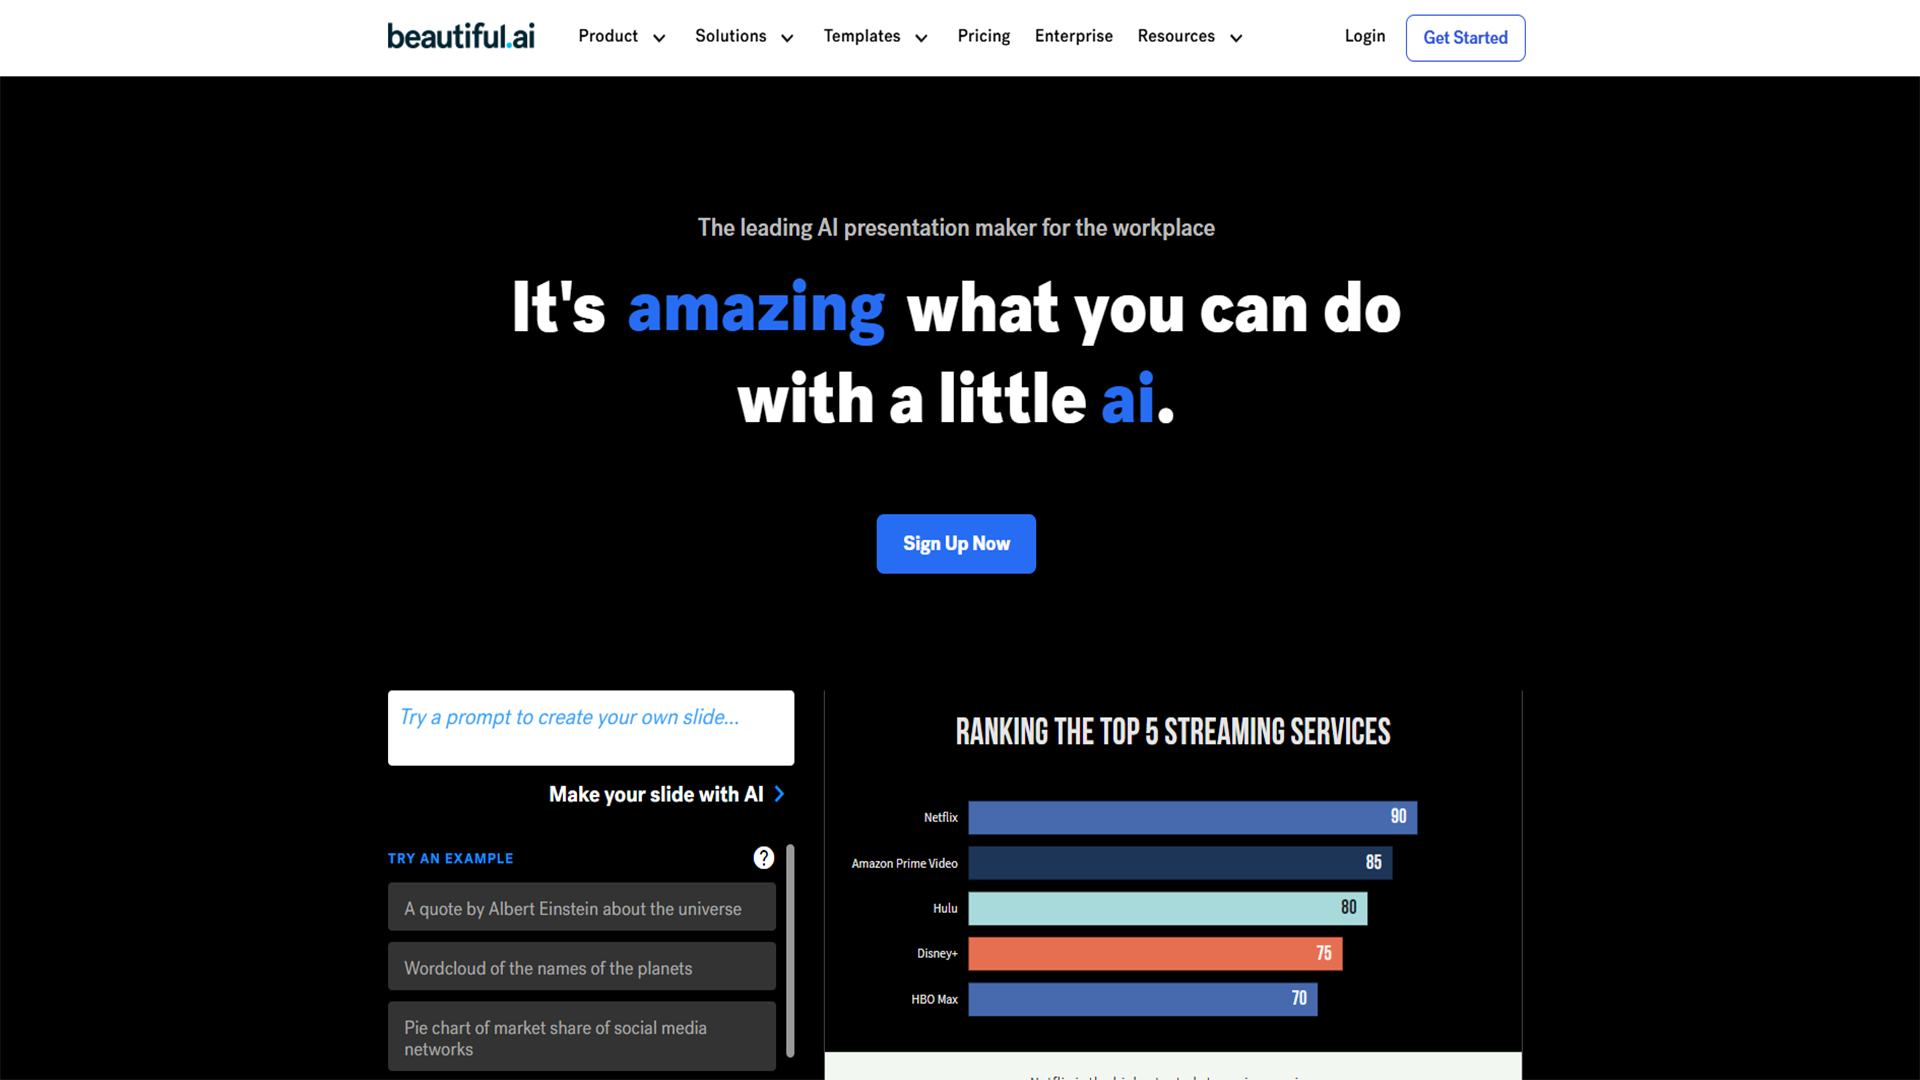 beautiful.ai
Product
Solutions
Templates
Pricing
Enterprise
Resources
Login
Get Started
The leading AI presentation maker for the workplace
It's amazing what you can do
with a little ai.
Sign Up Now
Try a prompt to create your own slide...
Make your slide with AI
TRY AN EXAMPLE
?
A quote by Albert Einstein about the universe
Wordcloud of the names of the planets
Pie chart of market share of social media
networks
RANKING THE TOP 5 STREAMING SERVICES
Netflix 90
Amazon Prime Video 85
Hulu 80
Disney+ 75
HBO Max 70